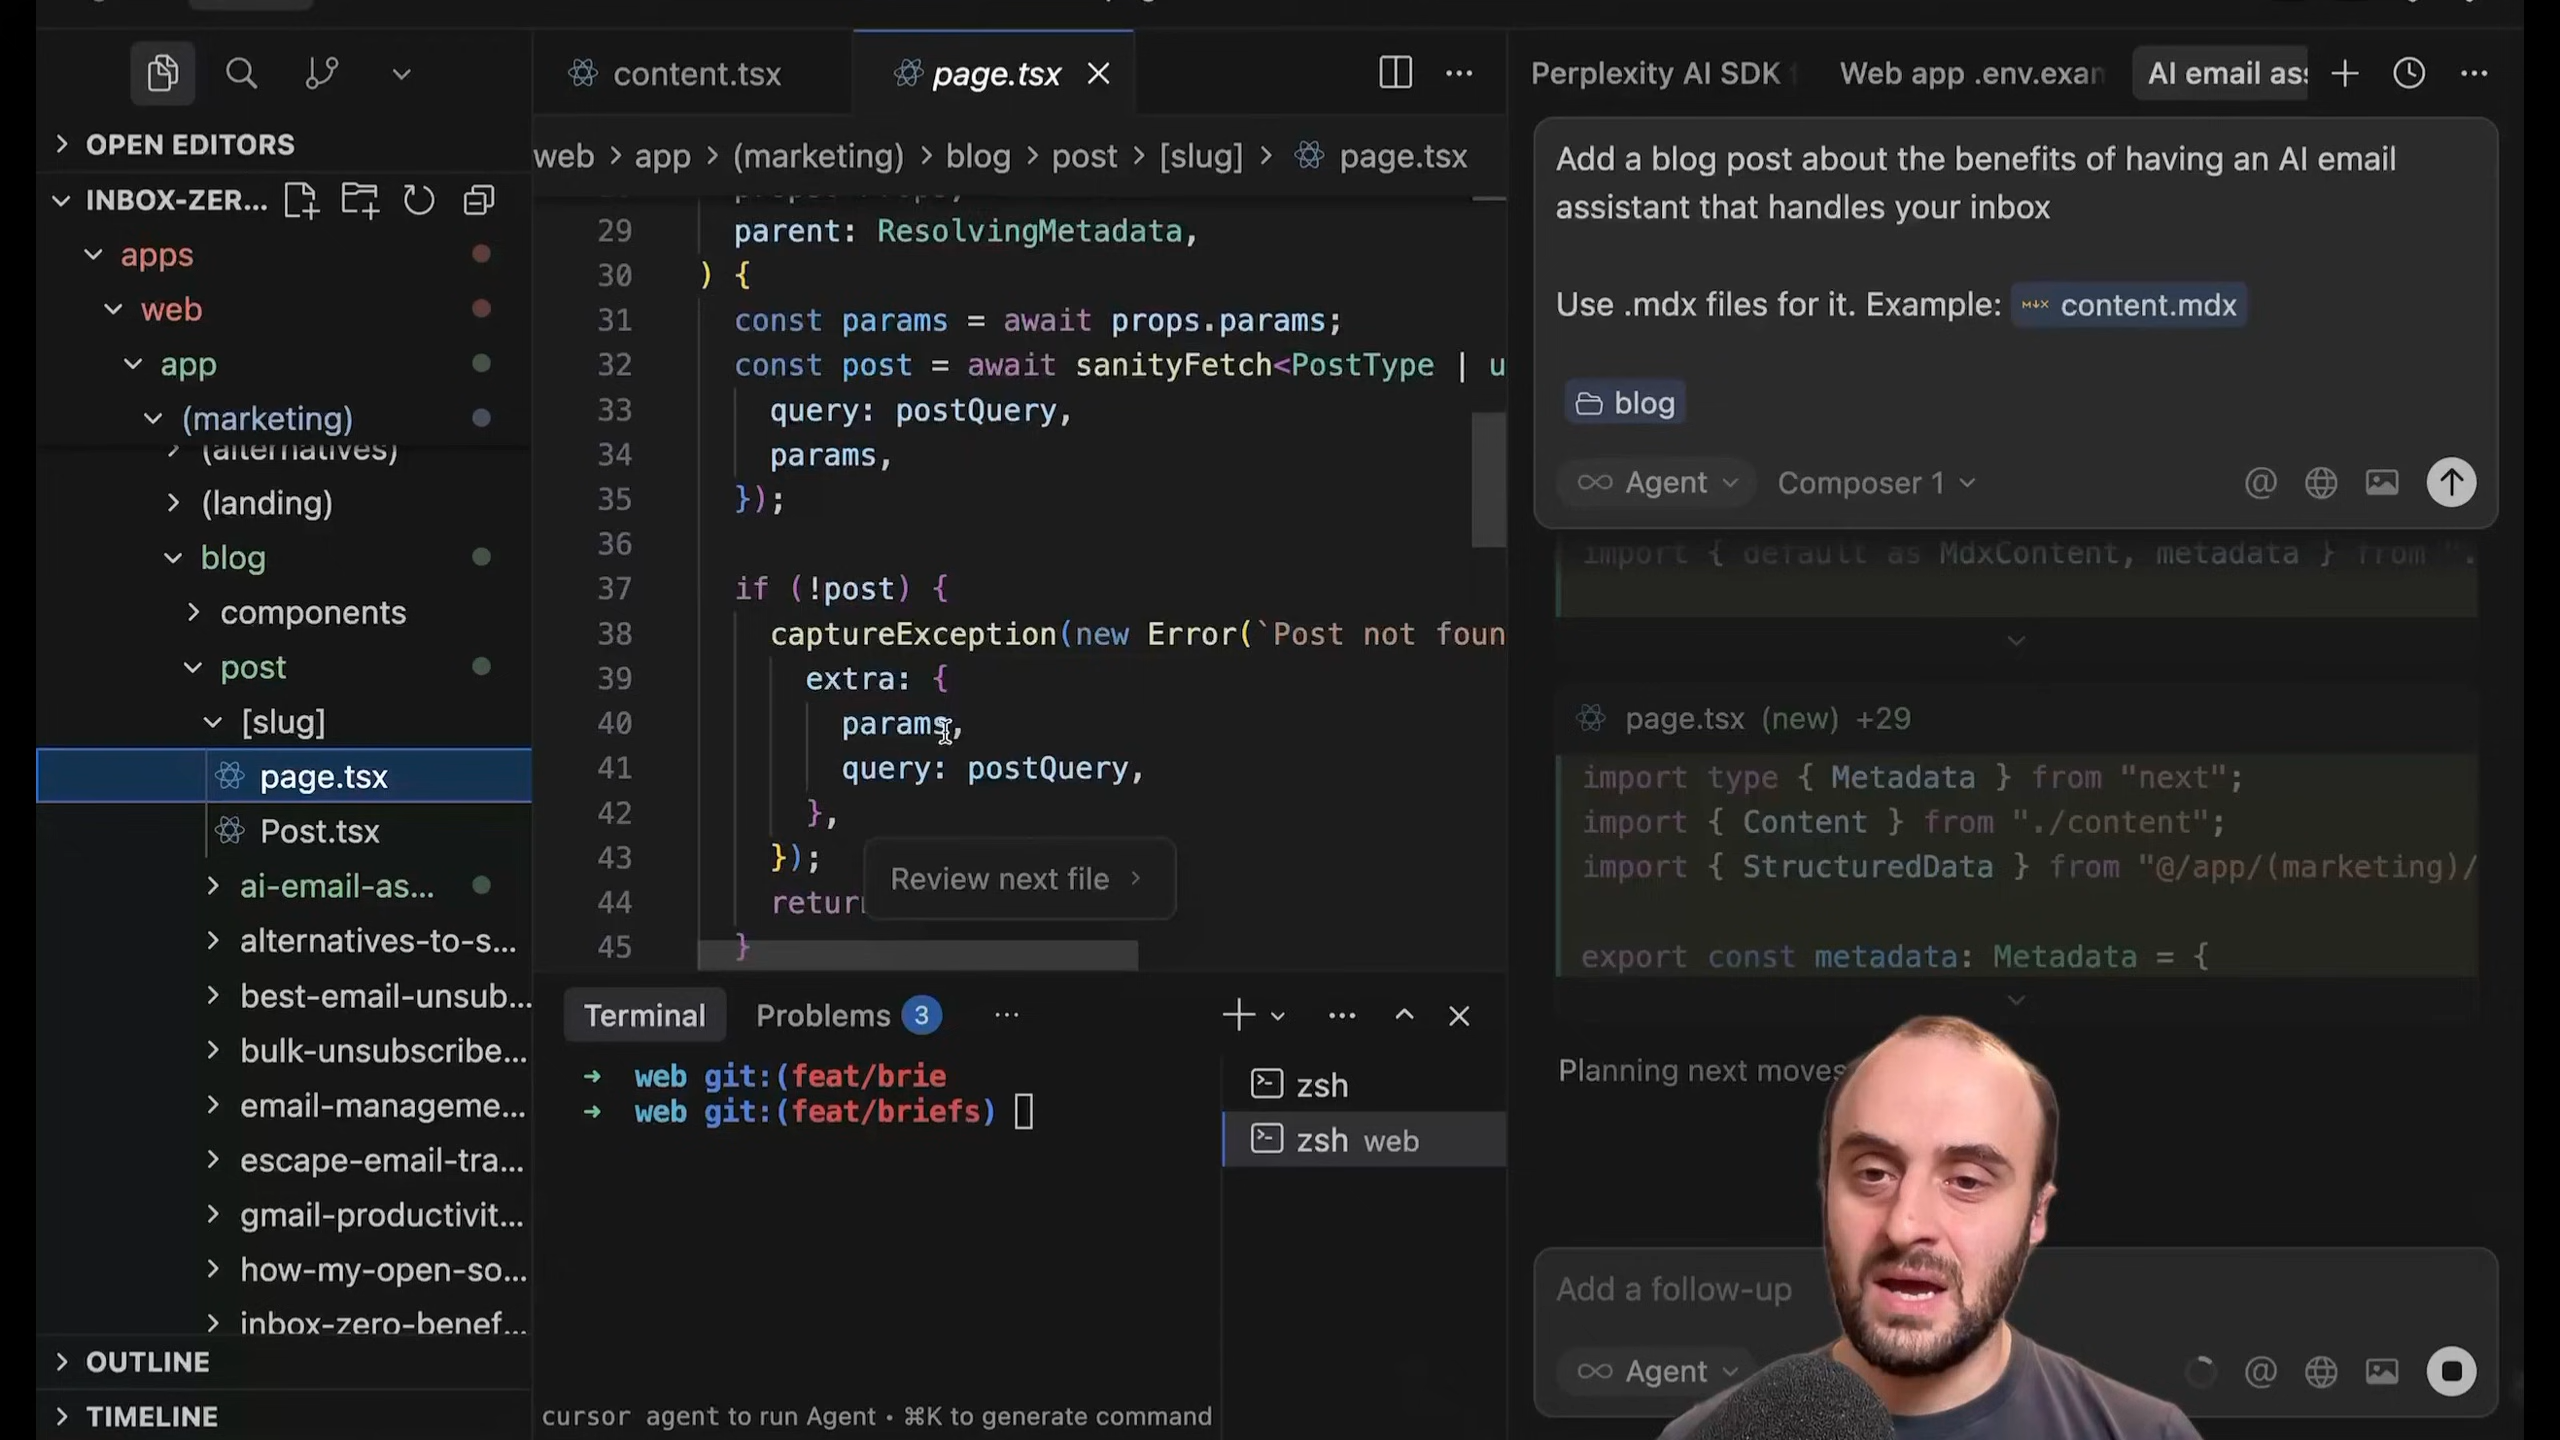 content.tsx
page.tsx
Perplexity AI SDK
Web app .env.exam
AI email ass
OPEN EDITORS
INBOX-ZER...
apps
web
app
(marketing)
(alternatives)
(landing)
blog
components
post
[slug]
page.tsx
Post.tsx
ai-email-as...
alternatives-to-s...
best-email-unsub...
bulk-unsubscribe...
email-manageme...
escape-email-tra...
gmail-productivit...
how-my-open-so...
inbox-zero-benef...
OUTLINE
TIMELINE
web > app > (marketing) > blog > post > [slug] > page.tsx
29 parent: ResolvingMetadata,
30 ) {
31 const params = await props.params;
32 const post = await sanityFetch<PostType | u
33 query: postQuery,
34 params,
35 });
36
37 if (!post) {
38 captureException(new Error(`Post not foun
39 extra: {
40 params,
41 query: postQuery,
42 },
43 });
44 return
45 }
Review next file
Terminal
Problems 3
→ web git:(feat/brie
→ web git:(feat/briefs)
zsh
zsh web
cursor agent to run Agent • ⌘K to generate command
Add a blog post about the benefits of having an AI email
assistant that handles your inbox
Use .mdx files for it. Example: content.mdx
blog
Agent
Composer 1
import { default as MdxContent, metadata } from ".
page.tsx (new) +29
import type { Metadata } from "next";
import { Content } from "./content";
import { StructuredData } from "@/app/(marketing)/
export const metadata: Metadata = {
Planning next moves
Add a follow-up
Agent